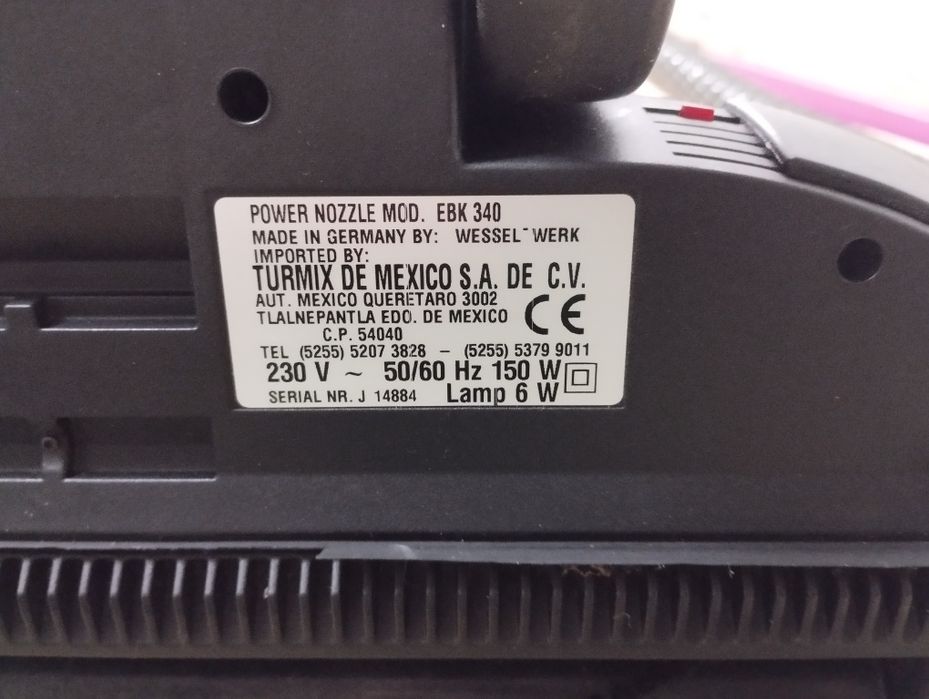 POWER NOZZLE MOD. EBK 340
MADE IN GERMANY BY: WESSEL-WERK
IMPORTED BY:
TURMIX DE MEXICO S.A. DE C.V.
AUT. MEXICO QUERETARO 3002
TLALNEPANTLA EDO. DE MEXICO
C.P. 54040
CE
TEL (5255) 5207 3828 – (5255) 5379 9011
230 V ~ 50/60 Hz 150 W
SERIAL NR. J 14884 Lamp 6 W